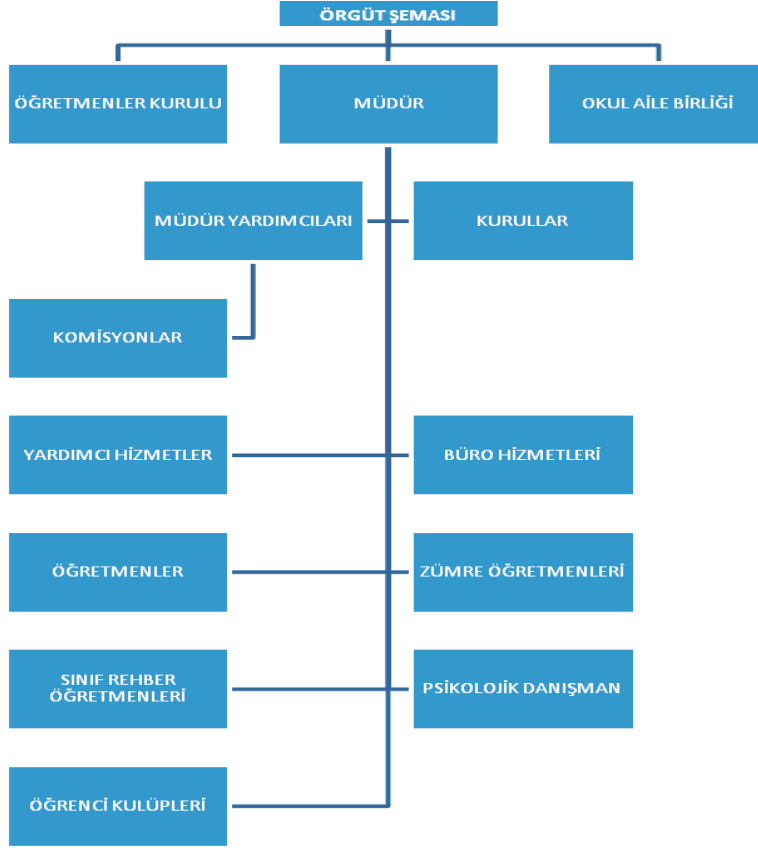 ÖRGÜT ŞEMASI
ÖĞRETMENLER KURULU
MÜDÜR
OKUL AİLE BİRLİĞİ
MÜDÜR YARDIMCILARI
KURULLAR
KOMİSYONLAR
YARDIMCI HİZMETLER
BÜRO HİZMETLERİ
ÖĞRETMENLER
ZÜMRE ÖĞRETMENLERİ
SINIF REHBER
ÖĞRETMENLERİ
PSİKOLOJİK DANIŞMAN
ÖĞRENCİ KULÜPLERİ